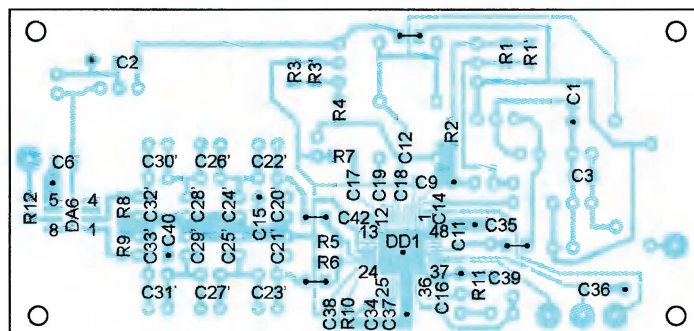 C2
R3
R3'
R4
R1
R1'
R2
C1
C6
C30'
C26'
C22'
R7
C12
C17
C19
C18
C9
C3
R12
5
4
DA6
8
1
R8
R9
C32'
C28'
C24'
C20'
C15
C33'
C40
C29'
C25'
C21'
C42
12
13
1
48
DD1
C14
C11
C35
R5
R6
24
25
36
37
C31'
C27'
C23'
C38
R10
C34
C37
C16
R11
C39
C36